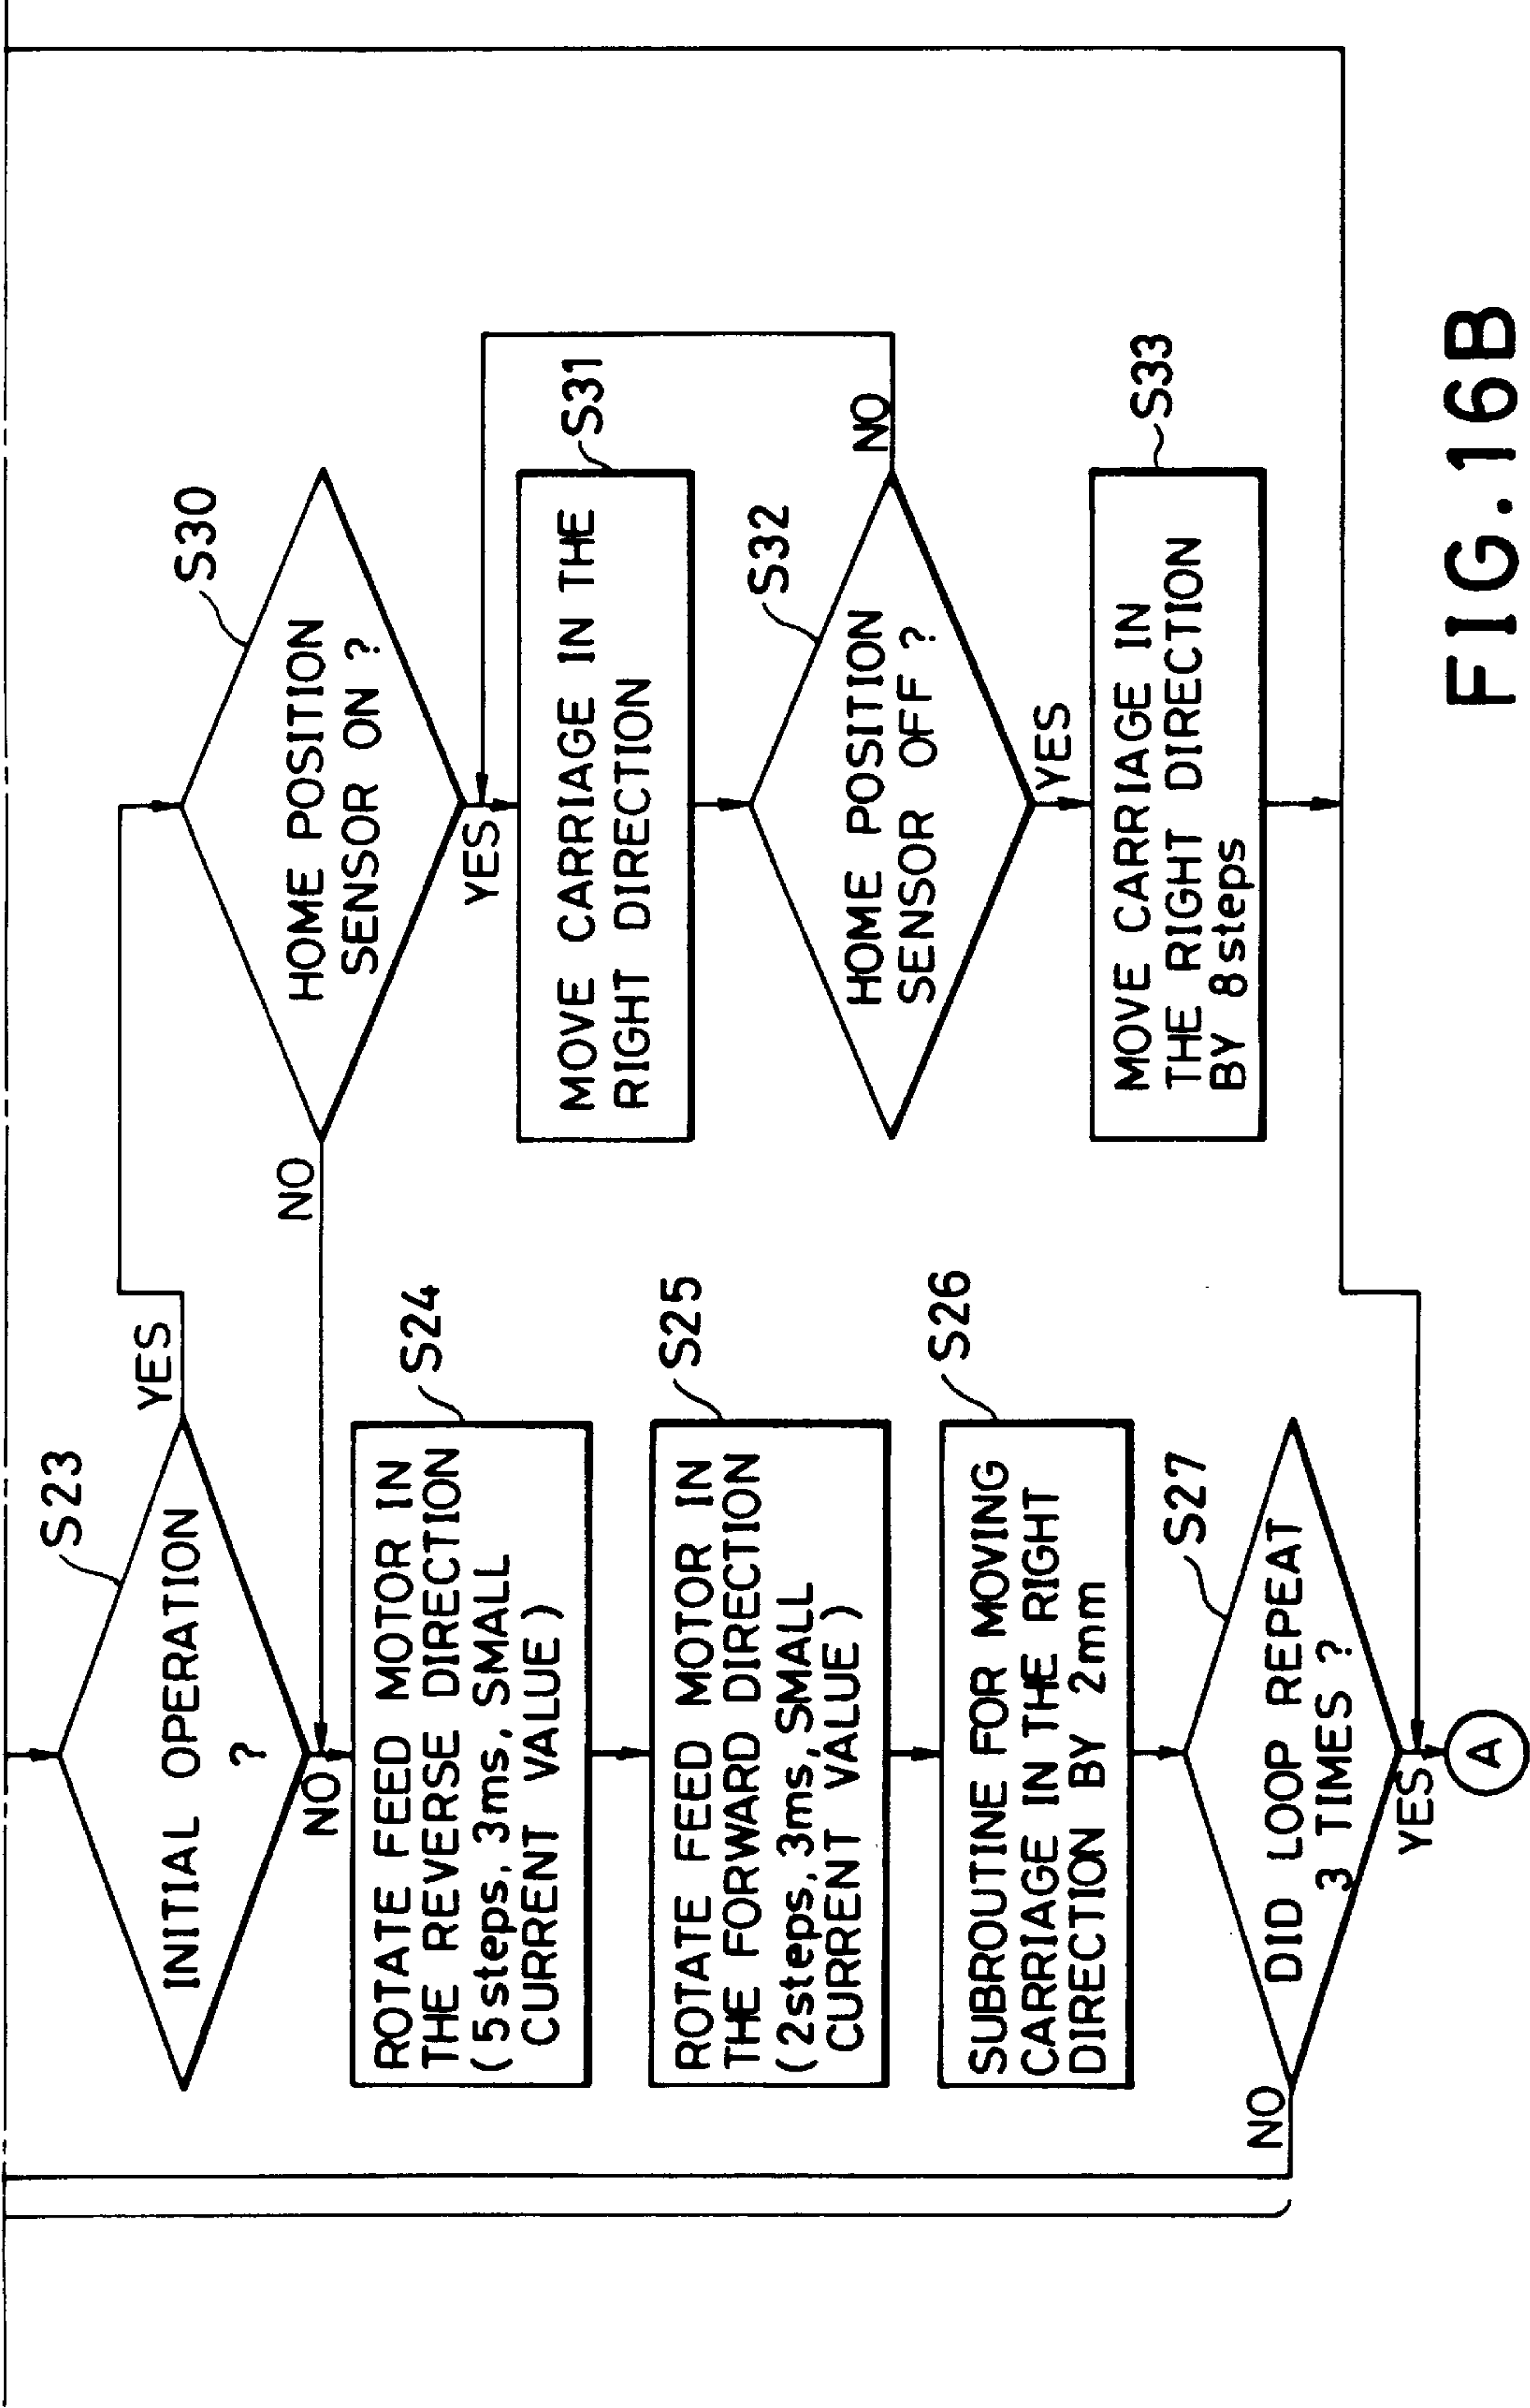 S23
INITIAL OPERATION
?
YES
NO
S24
ROTATE FEED MOTOR IN
THE REVERSE DIRECTION
(5 steps, 3ms, SMALL
CURRENT VALUE)
S25
ROTATE FEED MOTOR IN
THE FORWARD DIRECTION
(2 steps, 3ms, SMALL
CURRENT VALUE)
S26
SUBROUTINE FOR MOVING
CARRIAGE IN THE RIGHT
DIRECTION BY 2mm
S27
DID LOOP REPEAT
3 TIMES ?
NO
YES
A
S30
HOME POSITION
SENSOR ON ?
NO
YES
S31
MOVE CARRIAGE IN THE
RIGHT DIRECTION
S32
HOME POSITION
SENSOR OFF ?
NO
YES
S33
MOVE CARRIAGE IN
THE RIGHT DIRECTION
BY 8 steps
FIG. 16B